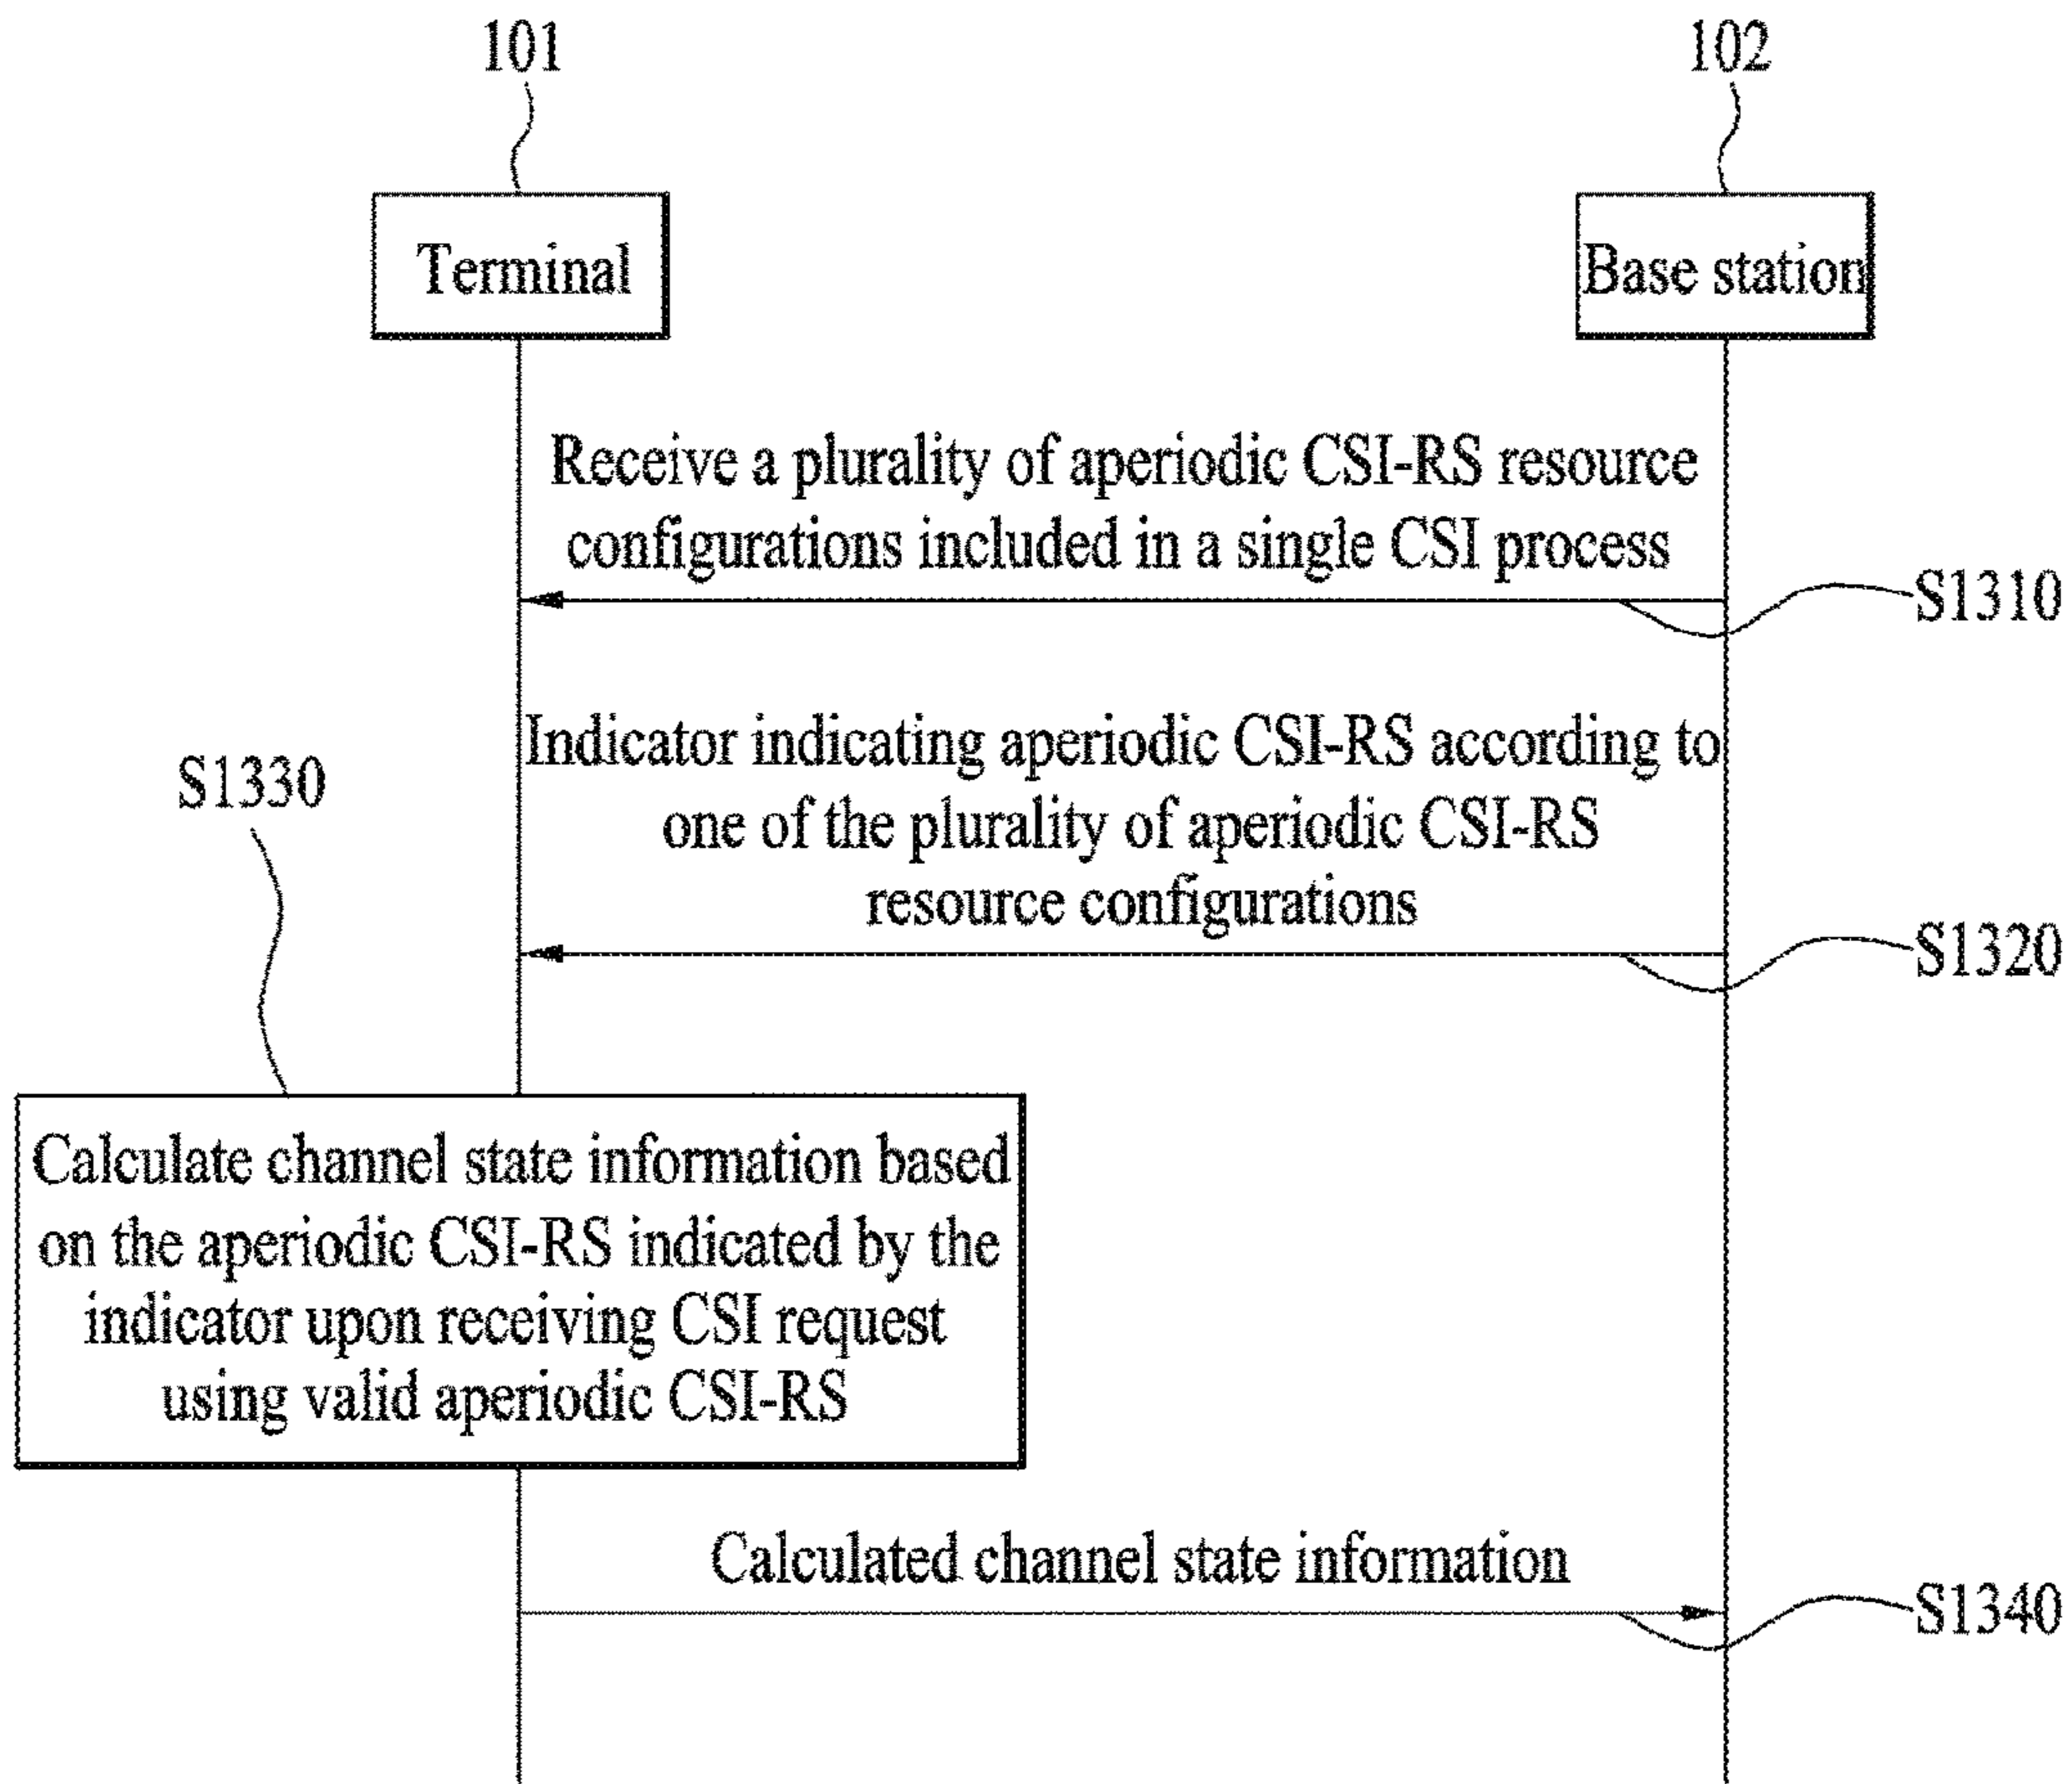 101
102
Terminal
Base station
Receive a plurality of aperiodic CSI-RS resource
configurations included in a single CSI process
S1310
Indicator indicating aperiodic CSI-RS according to
one of the plurality of aperiodic CSI-RS
resource configurations
S1320
S1330
Calculate channel state information based
on the aperiodic CSI-RS indicated by the
indicator upon receiving CSI request
using valid aperiodic CSI-RS
Calculated channel state information
S1340